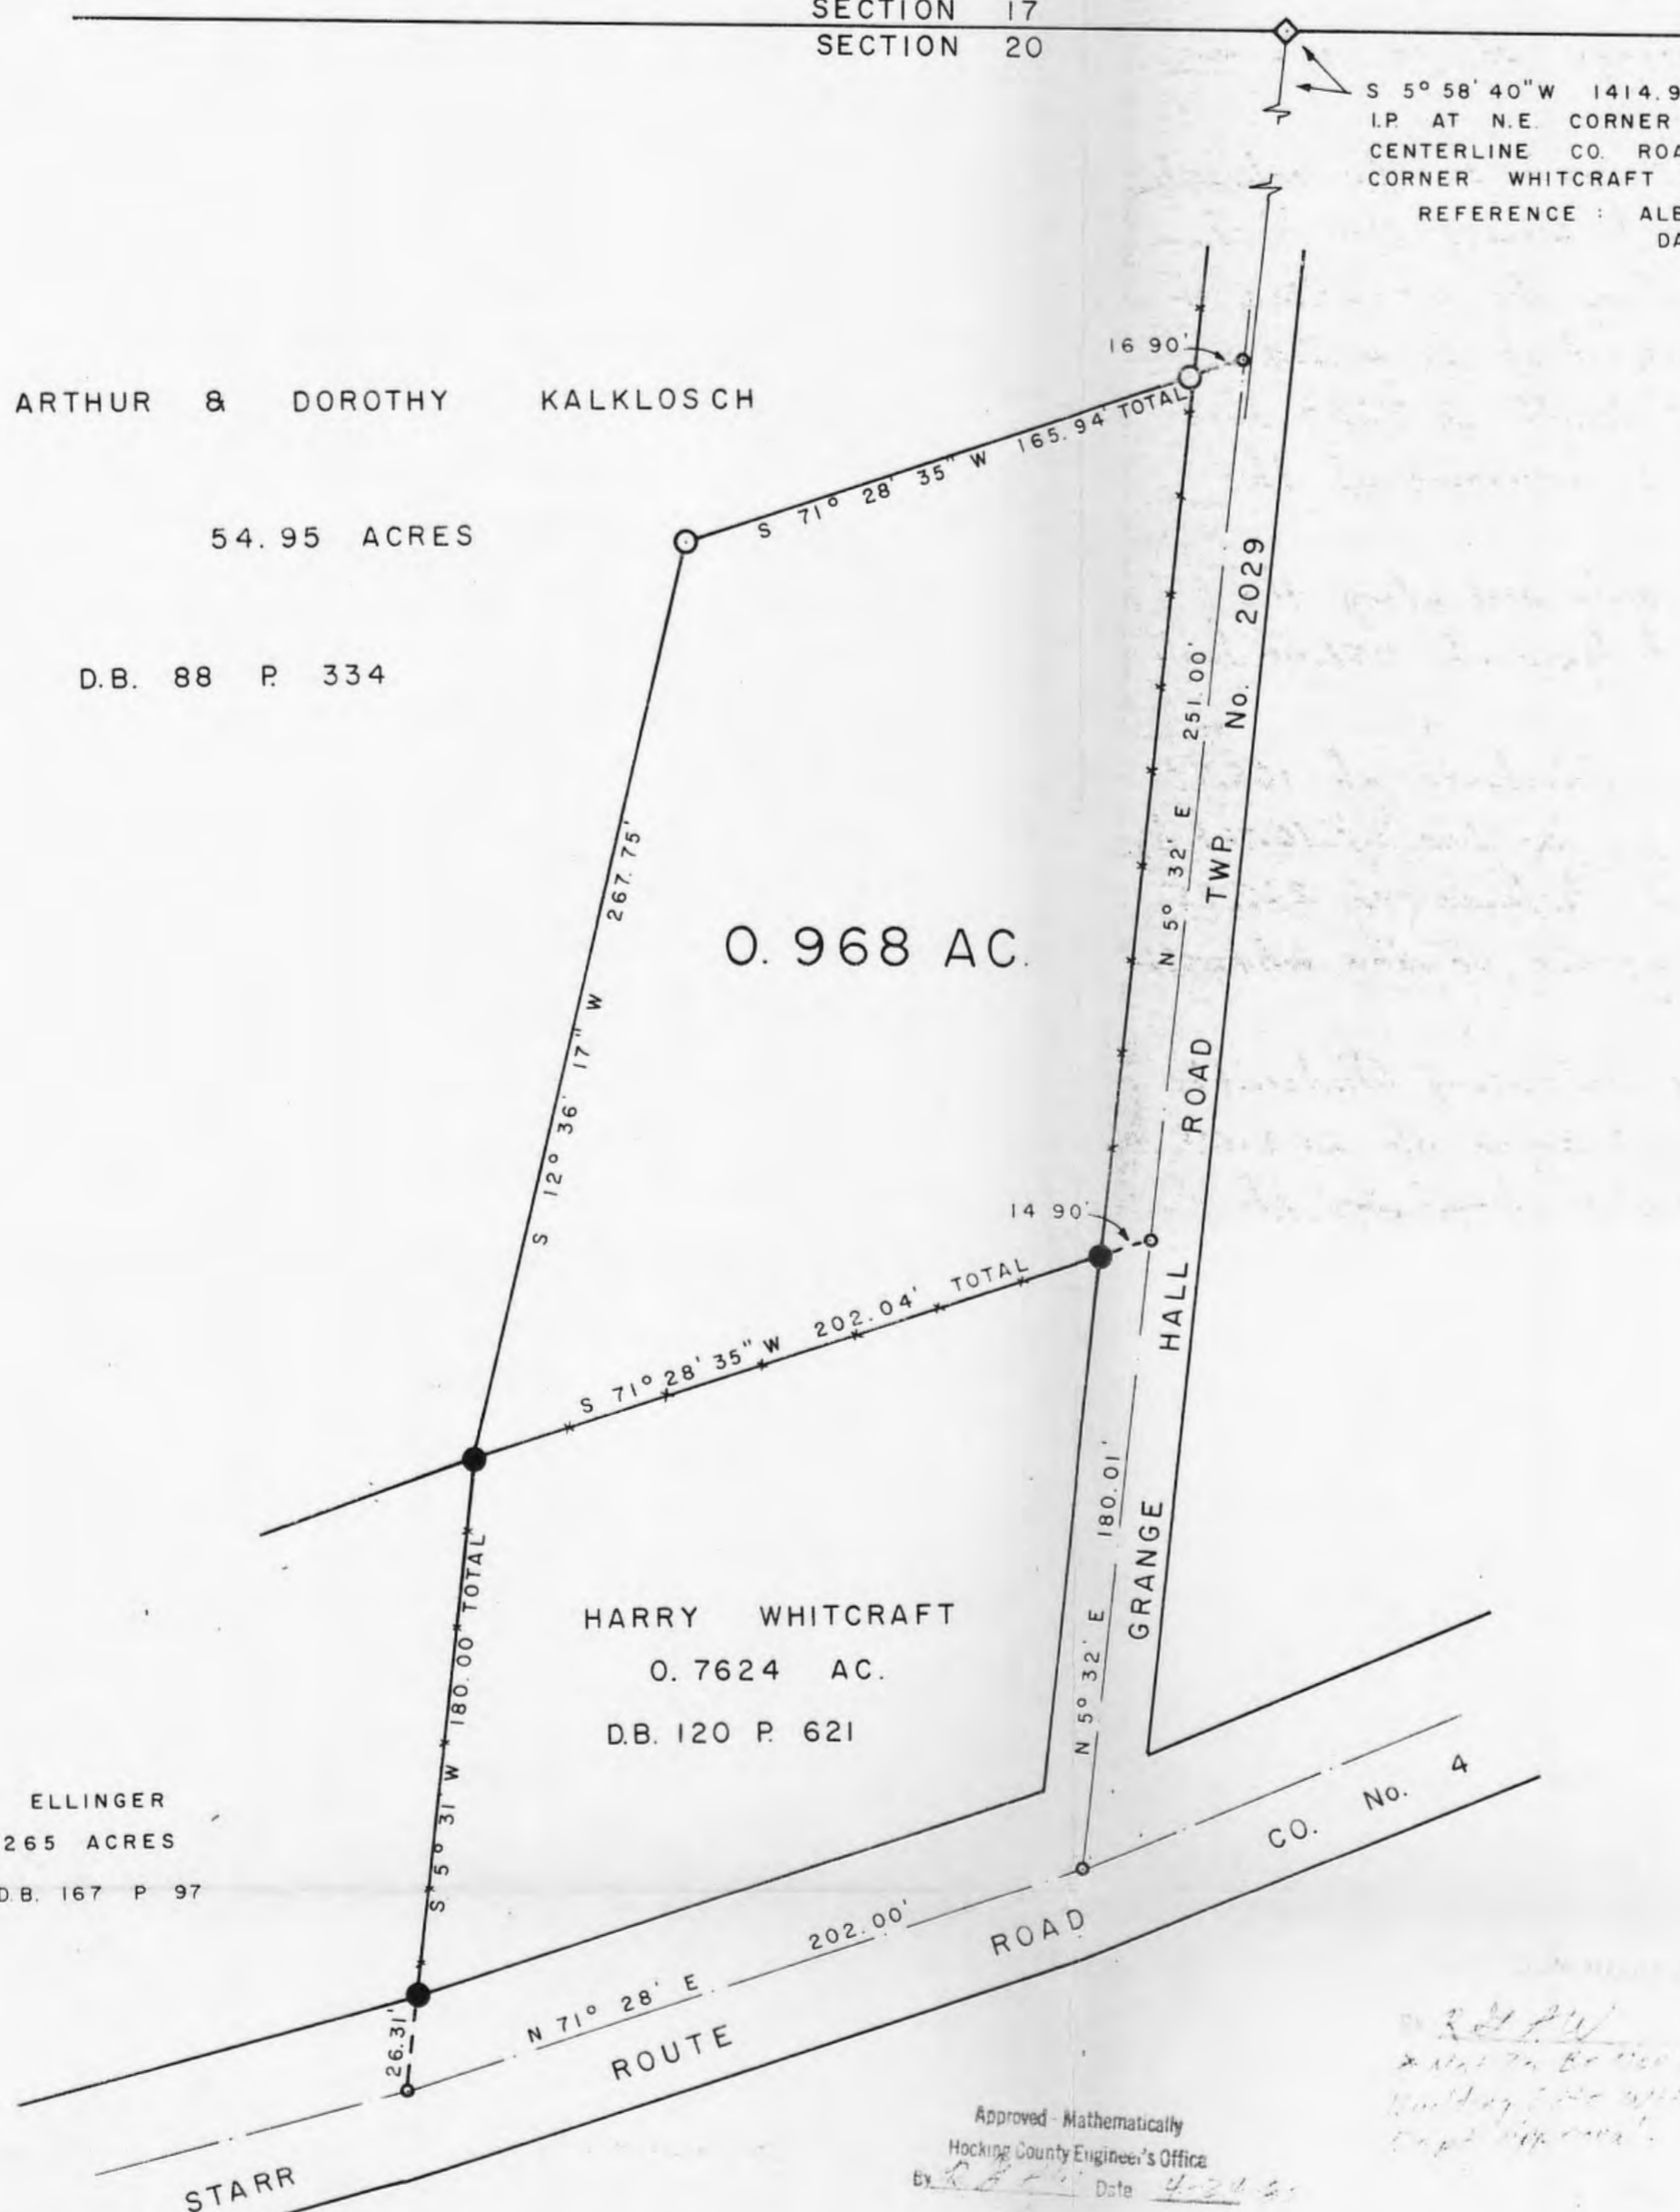 SECTION 17
SECTION 20
S 5° 58' 40" W 1414.9
I.P. AT N.E. CORNER
CENTERLINE CO. ROA
CORNER WHITCRAFT
REFERENCE : ALB
DA
16 90'
ARTHUR & DOROTHY KALKLOSCH
S 71° 28' 35" W 165.94' TOTAL
54.95 ACRES
D.B. 88 P. 334
N 5° 32' E 251.00'
GRANGE HALL ROAD TWP. No. 2029
S 12° 36' 17" W 267.75'
0.968 AC.
14 90'
S 71° 28' 35" W 202.04' TOTAL
N 5° 32' E 180.01'
S 5° 31' W 180.00' TOTAL
HARRY WHITCRAFT
0.7624 AC.
D.B. 120 P. 621
ELLINGER
265 ACRES
D.B. 167 P 97
26.31'
N 71° 28' E 202.00'
STARR ROUTE ROAD CO. No. 4
Approved - Mathematically
Hocking County Engineer's Office
By Date